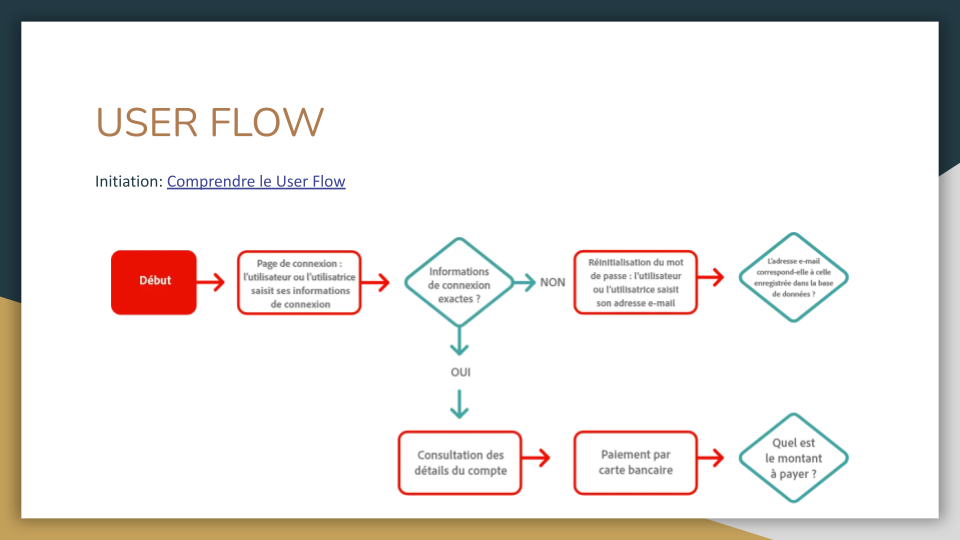 USER FLOW
Initiation: Comprendre le User Flow
Début
Page de connexion :
l'utilisateur ou l'utilisatrice
saisit ses informations
de connexion
Informations
de connexion
exactes ?
NON
Réinitialisation du mot
de passe : l'utilisateur
ou l'utilisatrice saisit
son adresse e-mail
L'adresse e-mail
correspond-elle à celle
enregistrée dans la base
de données ?
OUI
Consultation des
détails du compte
Paiement par
carte bancaire
Quel est
le montant
à payer ?